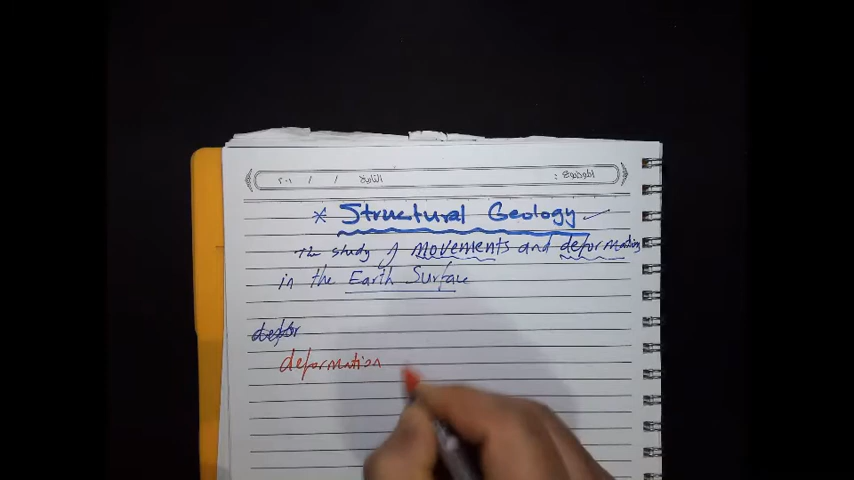 الموضوع : التاريخ / / ٢٠١
* Structural Geology ✓
The study of movements and deformation
in the Earth Surface
defor
deformation